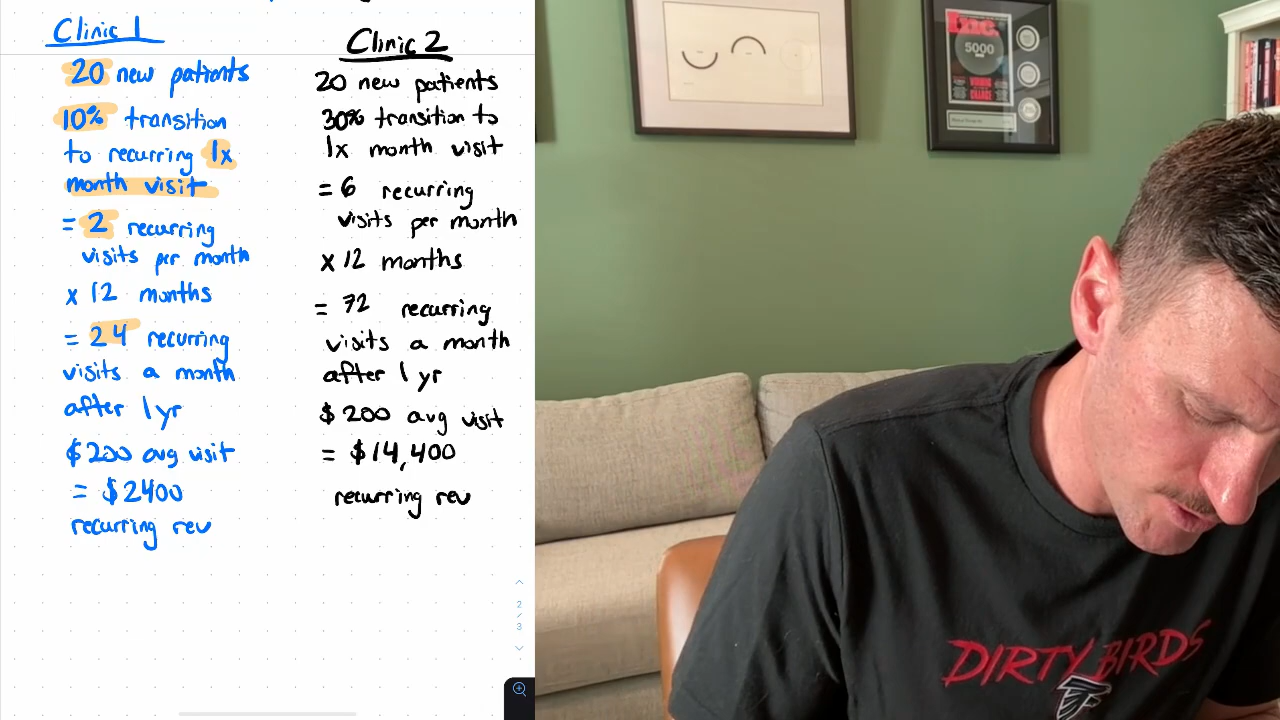 Clinic 1
20 new patients
10% transition
to recurring 1x
month visit
= 2 recurring
visits per month
x 12 months
= 24 recurring
visits a month
after 1 yr
$200 avg visit
= $2400
recurring rev
Clinic 2
20 new patients
30% transition to
1x month visit
= 6 recurring
visits per month
x 12 months
= 72 recurring
visits a month
after 1 yr
$200 avg visit
= $14,400
recurring rev
2
/
3
Inc.
5000
DIRTY BIRDS